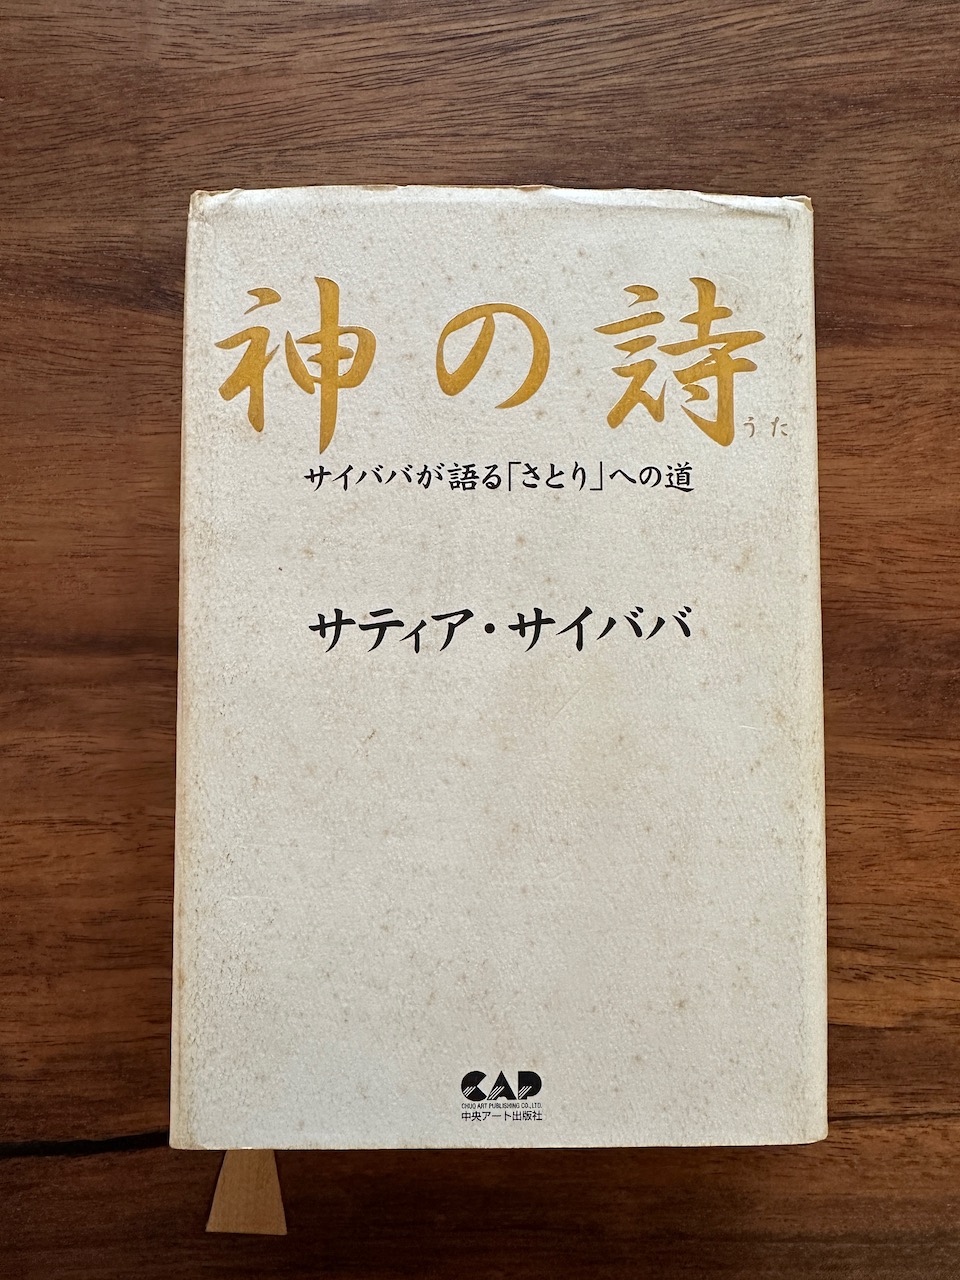 神の詩
うた
サイババが語る「さとり」への道
サティア・サイババ
CAP
CHUO ART PUBLISHING CO., LTD.
中央アート出版社